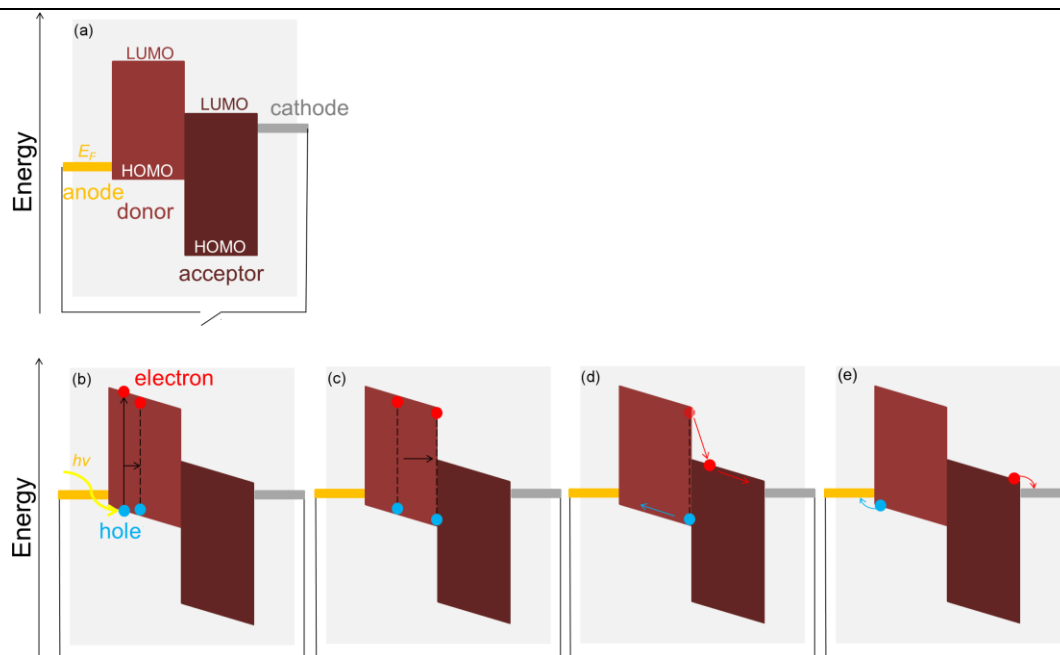 (a)
LUMO
LUMO
cathode
E_F
HOMO
anode
donor
HOMO
acceptor
Energy
(b)
electron
hν
hole
Energy
(c)
(d)
(e)